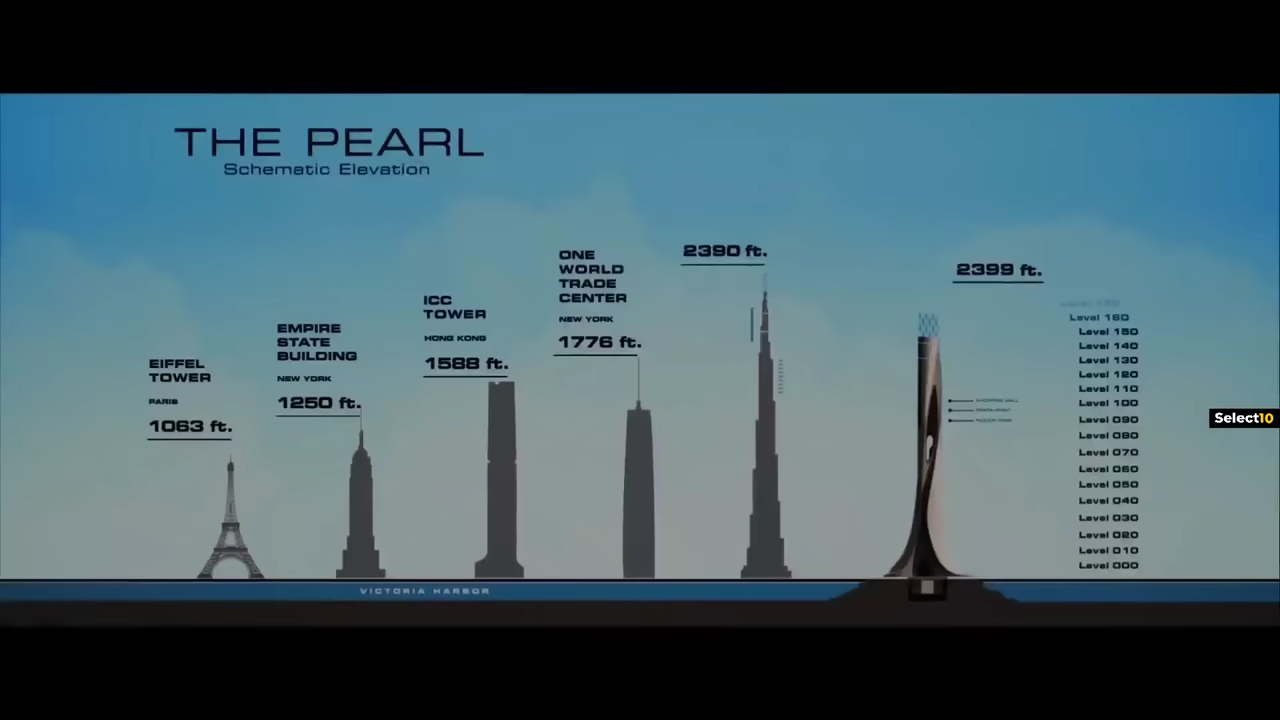 THE PEARL
Schematic Elevation
EIFFEL
TOWER
PARIS
1063 ft.
EMPIRE
STATE
BUILDING
NEW YORK
1250 ft.
ICC
TOWER
HONG KONG
1588 ft.
ONE
WORLD
TRADE
CENTER
NEW YORK
1776 ft.
2390 ft.
2399 ft.
SHOPPING MALL
Level 160
Level 150
Level 140
Level 130
Level 120
Level 110
Level 100
Level 090
Level 080
Level 070
Level 060
Level 050
Level 040
Level 030
Level 020
Level 010
Level 000
VICTORIA HARBOR
Select10